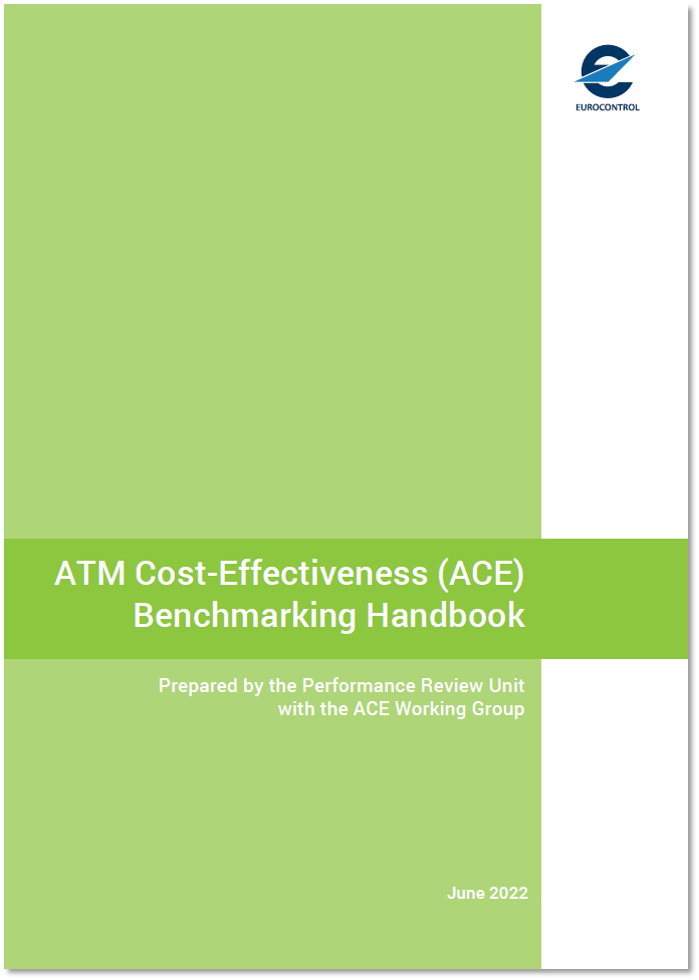 EUROCONTROL
ATM Cost-Effectiveness (ACE)
Benchmarking Handbook
Prepared by the Performance Review Unit
with the ACE Working Group
June 2022